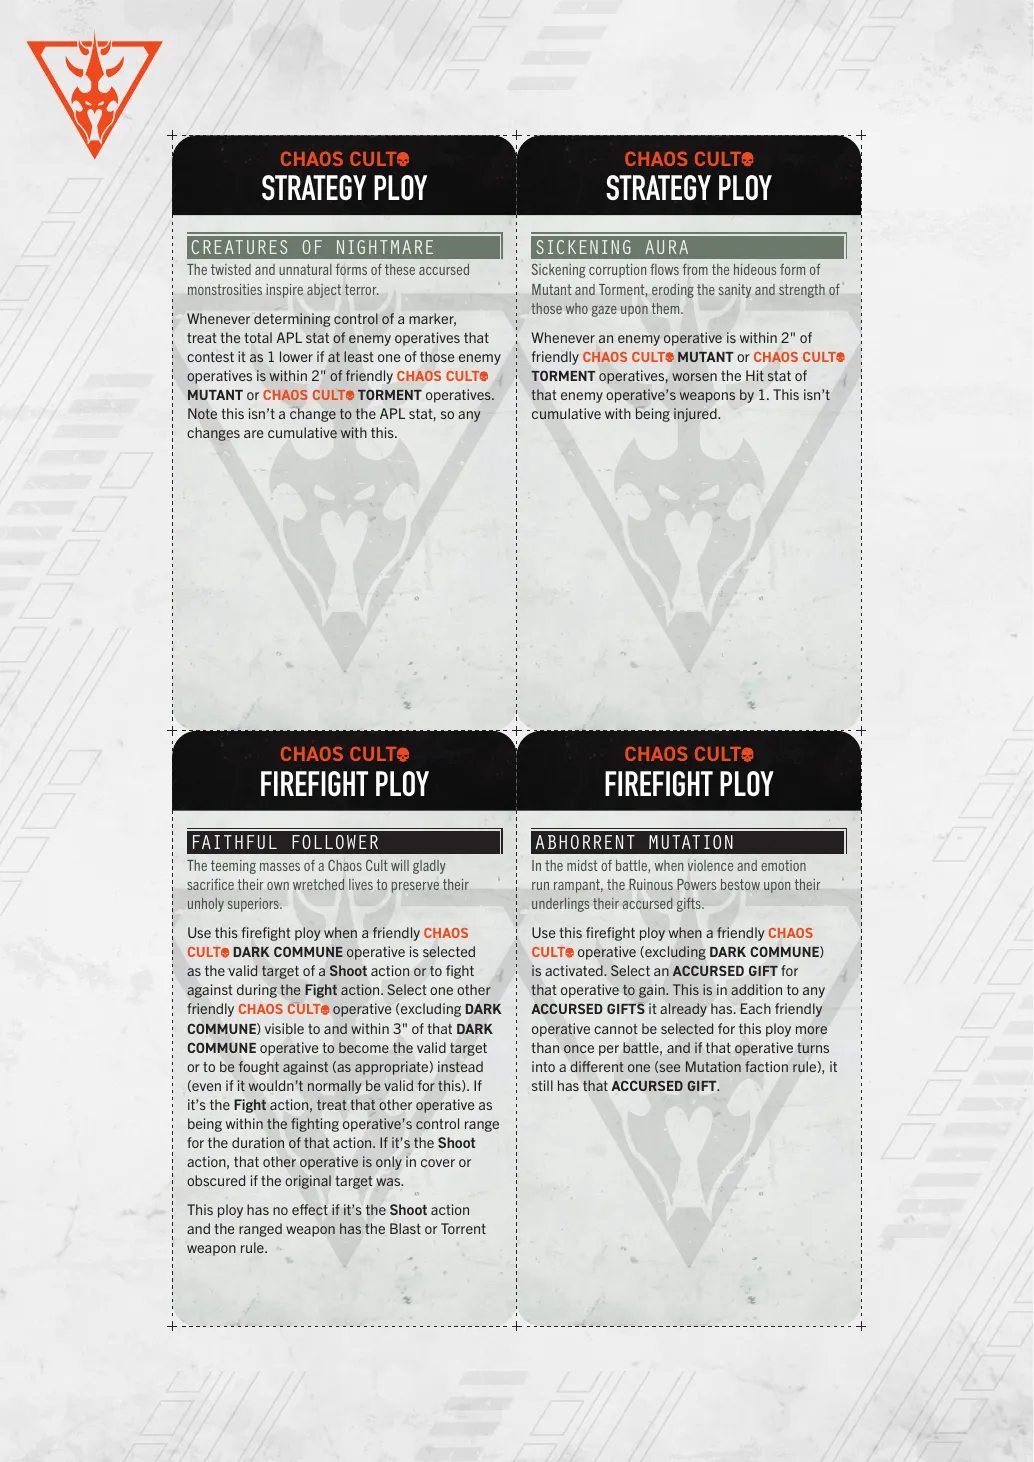 CHAOS CULT
STRATEGY PLOY
CREATURES OF NIGHTMARE
The twisted and unnatural forms of these accursed
monstrosities inspire abject terror.
Whenever determining control of a marker,
treat the total APL stat of enemy operatives that
contest it as 1 lower if at least one of those enemy
operatives is within 2" of friendly CHAOS CULT
MUTANT or CHAOS CULT TORMENT operatives.
Note this isn't a change to the APL stat, so any
changes are cumulative with this.
CHAOS CULT
STRATEGY PLOY
SICKENING AURA
Sickening corruption flows from the hideous form of
Mutant and Torment, eroding the sanity and strength of
those who gaze upon them.
Whenever an enemy operative is within 2" of
friendly CHAOS CULT MUTANT or CHAOS CULT
TORMENT operatives, worsen the Hit stat of
that enemy operative's weapons by 1. This isn't
cumulative with being injured.
CHAOS CULT
FIREFIGHT PLOY
FAITHFUL FOLLOWER
The teeming masses of a Chaos Cult will gladly
sacrifice their own wretched lives to preserve their
unholy superiors.
Use this firefight ploy when a friendly CHAOS
CULT DARK COMMUNE operative is selected
as the valid target of a Shoot action or to fight
against during the Fight action. Select one other
friendly CHAOS CULT operative (excluding DARK
COMMUNE) visible to and within 3" of that DARK
COMMUNE operative to become the valid target
or to be fought against (as appropriate) instead
(even if it wouldn't normally be valid for this). If
it's the Fight action, treat that other operative as
being within the fighting operative's control range
for the duration of that action. If it's the Shoot
action, that other operative is only in cover or
obscured if the original target was.
This ploy has no effect if it's the Shoot action
and the ranged weapon has the Blast or Torrent
weapon rule.
CHAOS CULT
FIREFIGHT PLOY
ABHORRENT MUTATION
In the midst of battle, when violence and emotion
run rampant, the Ruinous Powers bestow upon their
underlings their accursed gifts.
Use this firefight ploy when a friendly CHAOS
CULT operative (excluding DARK COMMUNE)
is activated. Select an ACCURSED GIFT for
that operative to gain. This is in addition to any
ACCURSED GIFTS it already has. Each friendly
operative cannot be selected for this ploy more
than once per battle, and if that operative turns
into a different one (see Mutation faction rule), it
still has that ACCURSED GIFT.